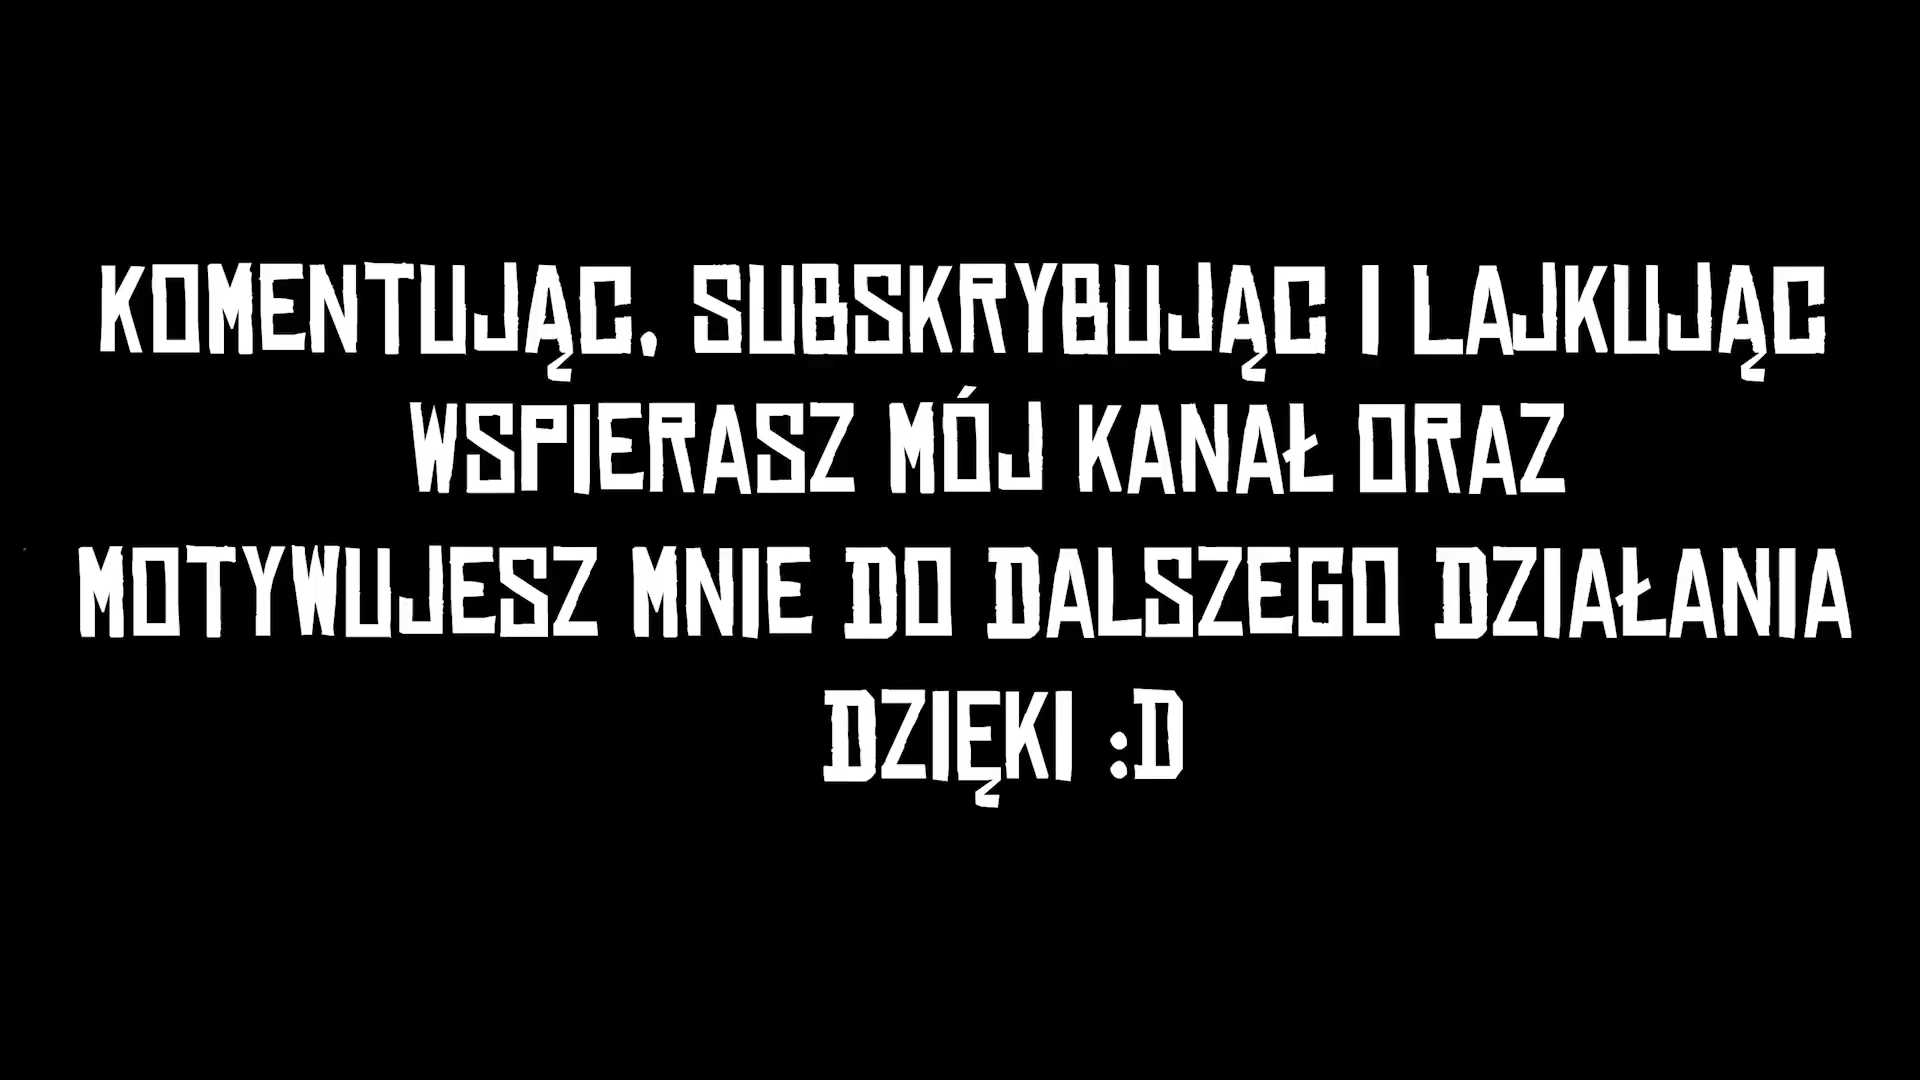 KOMENTUJĄC, SUBSKRYBUJĄC I LAJKUJĄC
WSPIERASZ MÓJ KANAŁ ORAZ
MOTYWUJESZ MNIE DO DALSZEGO DZIAŁANIA
DZIĘKI :D